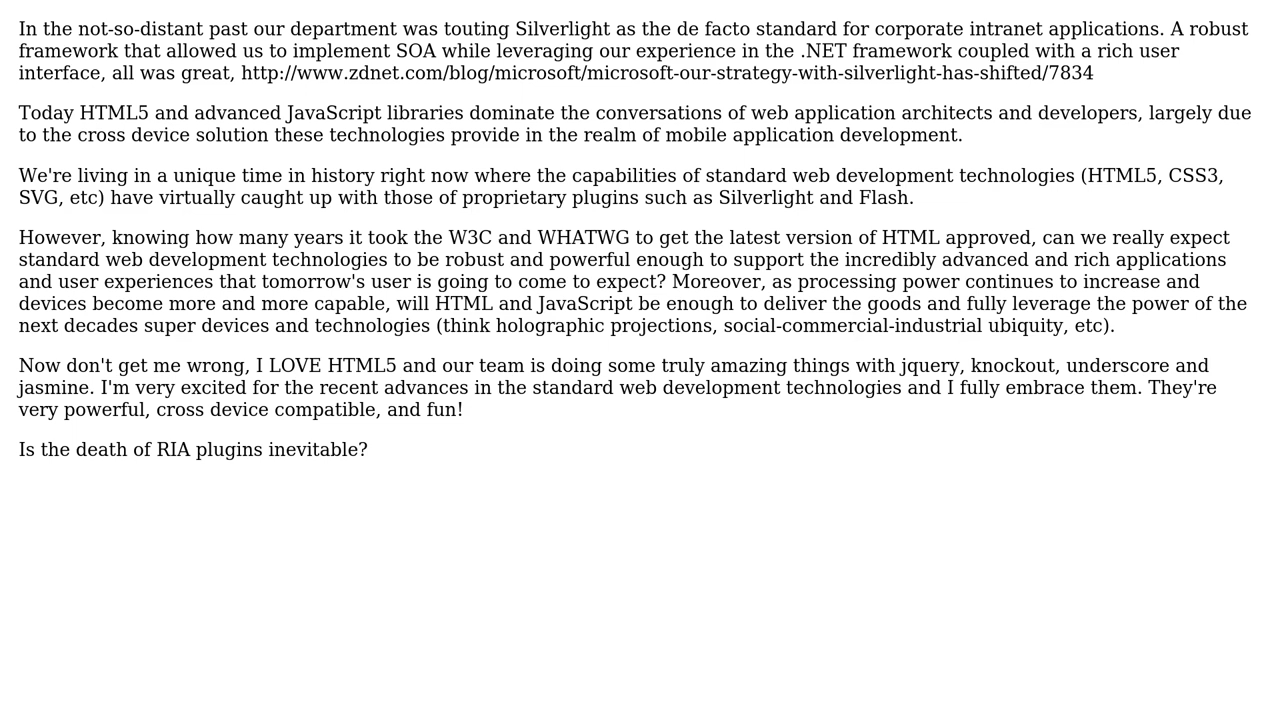 In the not-so-distant past our department was touting Silverlight as the de facto standard for corporate intranet applications. A robust
framework that allowed us to implement SOA while leveraging our experience in the .NET framework coupled with a rich user
interface, all was great, http://www.zdnet.com/blog/microsoft/microsoft-our-strategy-with-silverlight-has-shifted/7834
Today HTML5 and advanced JavaScript libraries dominate the conversations of web application architects and developers, largely due
to the cross device solution these technologies provide in the realm of mobile application development.
We're living in a unique time in history right now where the capabilities of standard web development technologies (HTML5, CSS3,
SVG, etc) have virtually caught up with those of proprietary plugins such as Silverlight and Flash.
However, knowing how many years it took the W3C and WHATWG to get the latest version of HTML approved, can we really expect
standard web development technologies to be robust and powerful enough to support the incredibly advanced and rich applications
and user experiences that tomorrow's user is going to come to expect? Moreover, as processing power continues to increase and
devices become more and more capable, will HTML and JavaScript be enough to deliver the goods and fully leverage the power of the
next decades super devices and technologies (think holographic projections, social-commercial-industrial ubiquity, etc).
Now don't get me wrong, I LOVE HTML5 and our team is doing some truly amazing things with jquery, knockout, underscore and
jasmine. I'm very excited for the recent advances in the standard web development technologies and I fully embrace them. They're
very powerful, cross device compatible, and fun!
Is the death of RIA plugins inevitable?